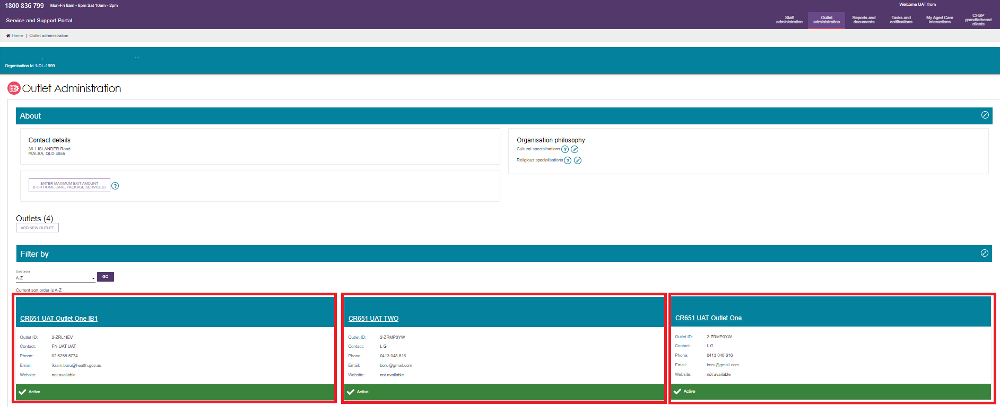 1800 836 799 Mon-Fri 8am - 8pm Sat 10am - 2pm
Welcome UAT from
Service and Support Portal
Staff administration
Outlet administration
Reports and documents
Tasks and notifications
My Aged Care interactions
CHSP grandfathered clients
Home | Outlet administration
Organisation Id 1-DL-1999
Outlet Administration
About
Contact details
36 1 ISLANDER Road
PIALBA, QLD 4655
Organisation philosophy
Cultural specialisations ?
Religious specialisations ?
ENTER MAXIMUM EXIT AMOUNT
(FOR HOME CARE PACKAGE SERVICES) ?
Outlets (4)
ADD NEW OUTLET
Filter by
Sort order
A-Z GO
Current sort order is A-Z
CR651 UAT Outlet One IB1
Outlet ID: 2-ZRL1IEV
Contact: FN UAT UAT
Phone: 02 6258 5774
Email: ikram.boru@health.gov.au
Website: not available
Active
CR651 UAT TWO
Outlet ID: 2-ZRMP0YW
Contact: L G
Phone: 0413 048 616
Email: boru@gmail.com
Website: not available
Active
CR651 UAT Outlet One
Outlet ID: 2-ZRMP0YW
Contact: L G
Phone: 0413 048 616
Email: boru@gmail.com
Website: not available
Active